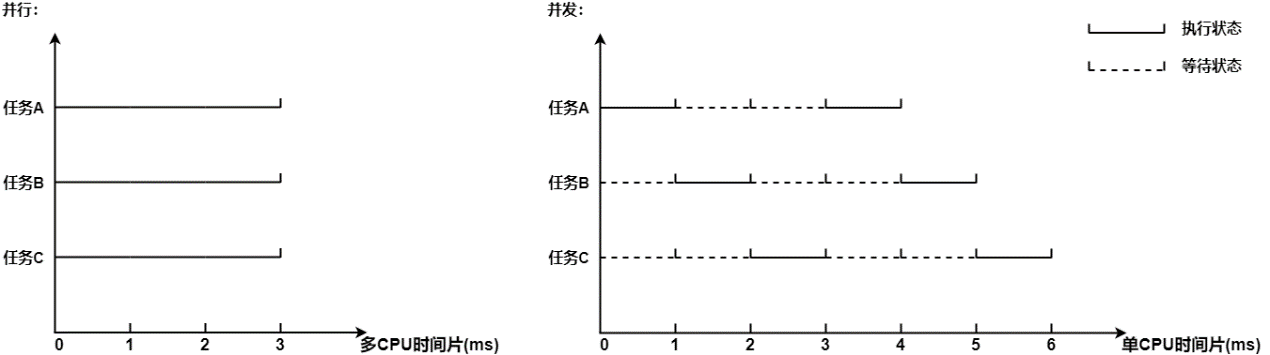 并行：
任务A
任务B
任务C
0 1 2 3 多CPU时间片(ms)
并发：
执行状态
等待状态
任务A
任务B
任务C
0 1 2 3 4 5 6 单CPU时间片(ms)